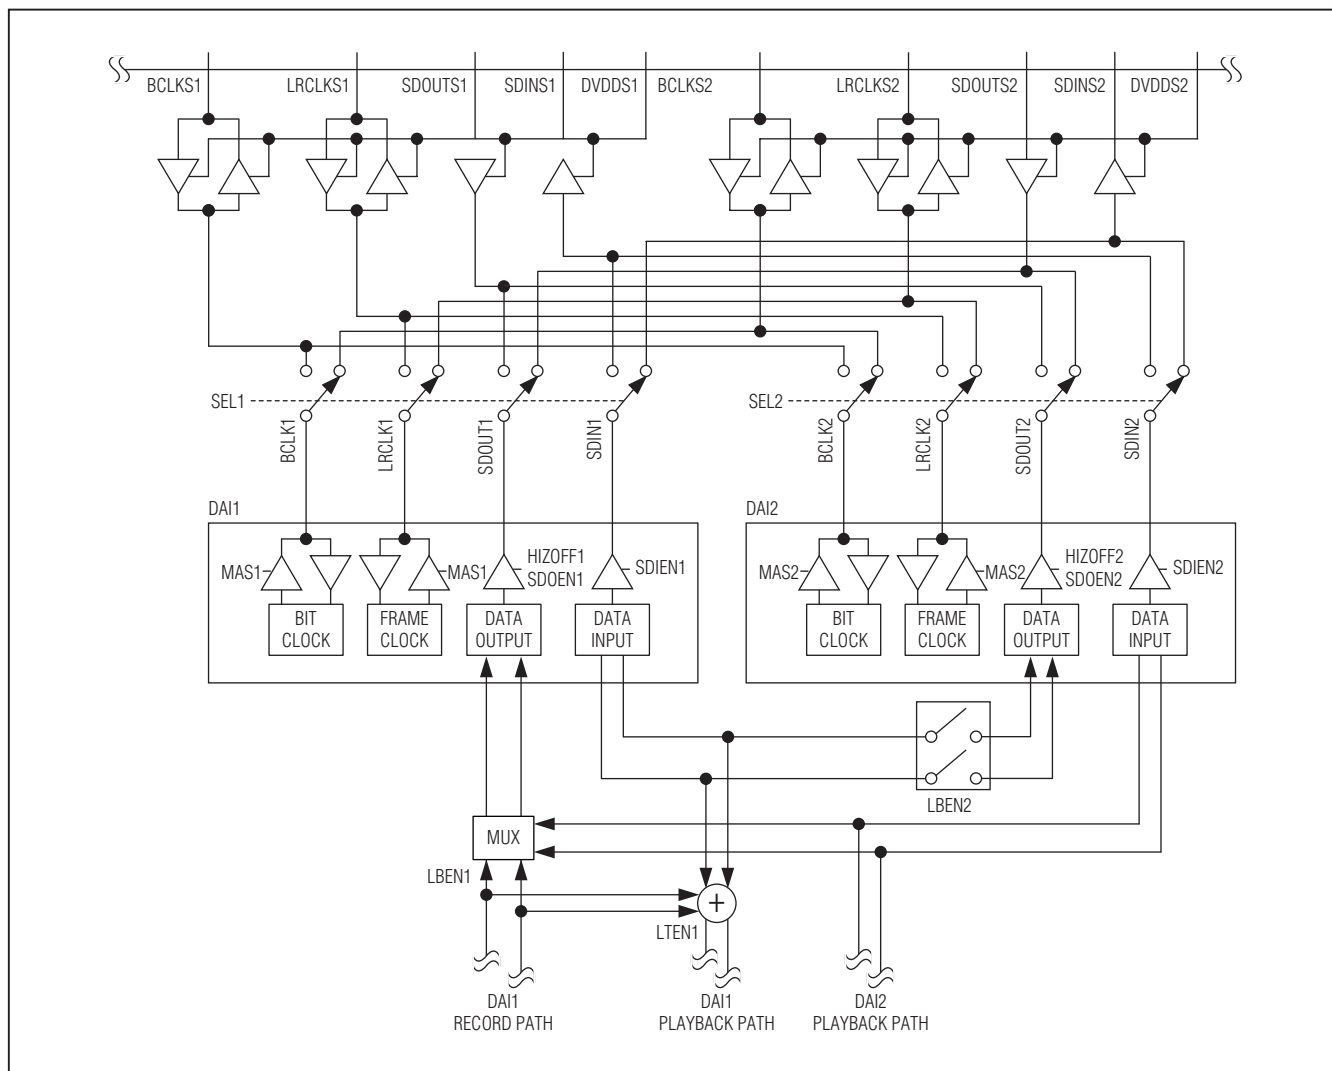 BCLKS1 LRCLKS1 SDOUTS1 SDINS1 DVDDS1 BCLKS2 LRCLKS2 SDOUTS2 SDINS2 DVDDS2
SEL1
SEL2
BCLK1
LRCLK1
SDOUT1
SDIN1
BCLK2
LRCLK2
SDOUT2
SDIN2
DAI1
MAS1
MAS1
HIZOFF1
SDOEN1
SDIEN1
BIT
CLOCK
FRAME
CLOCK
DATA
OUTPUT
DATA
INPUT
DAI2
MAS2
MAS2
HIZOFF2
SDOEN2
SDIEN2
BIT
CLOCK
FRAME
CLOCK
DATA
OUTPUT
DATA
INPUT
LBEN2
MUX
LBEN1
+
LTEN1
DAI1
RECORD PATH
DAI1
PLAYBACK PATH
DAI2
PLAYBACK PATH